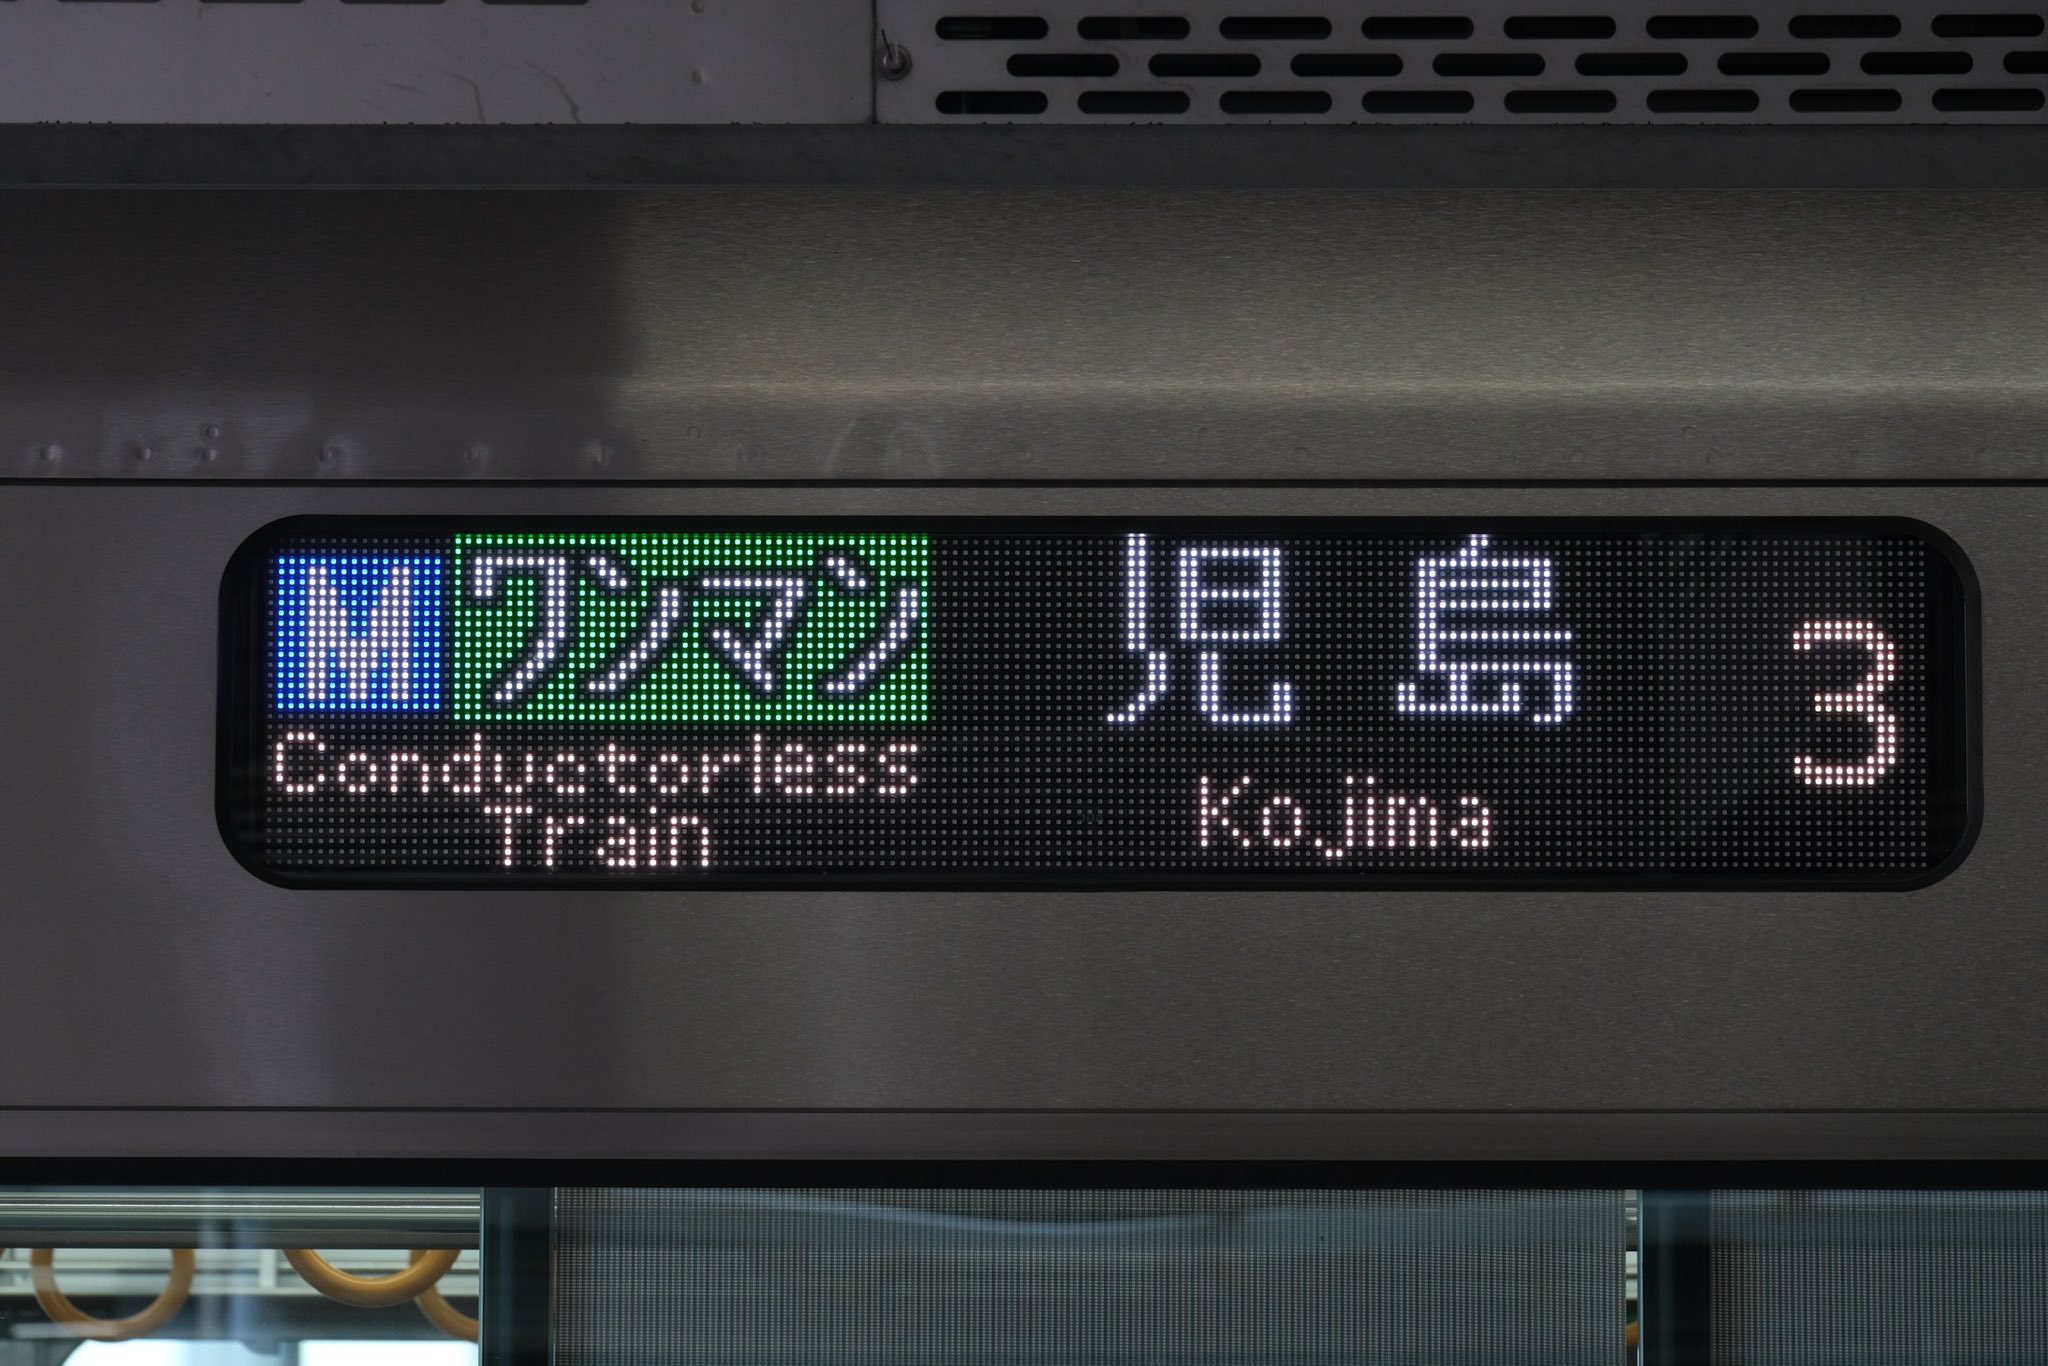 M ワンマン 児島 3
Conductorless Kojima
Train